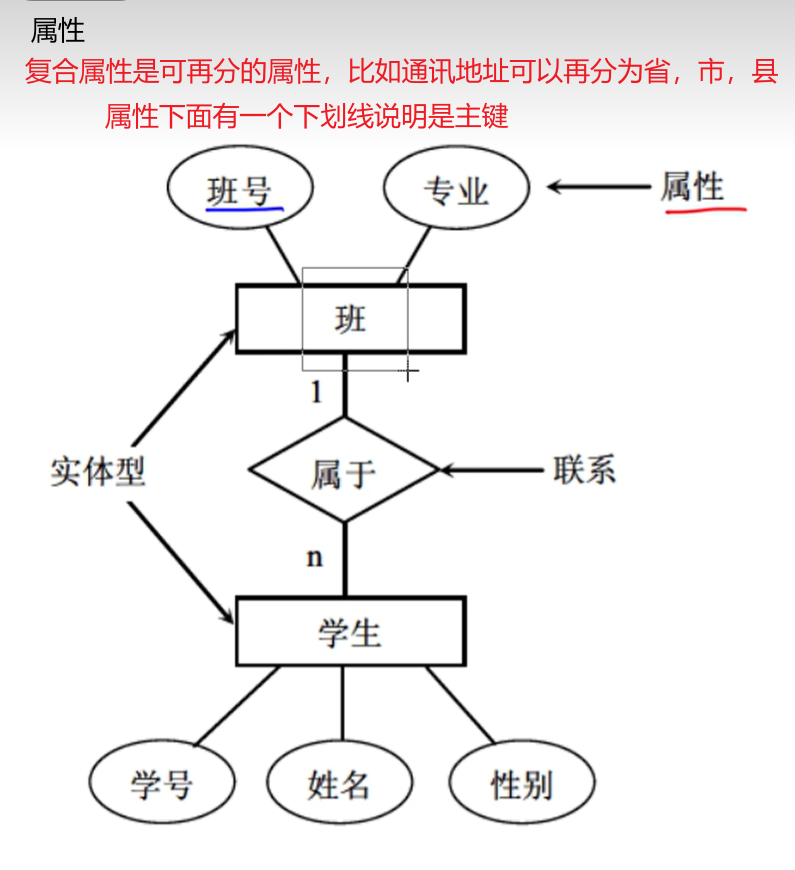 属性
复合属性是可再分的属性，比如通讯地址可以再分为省，市，县
属性下面有一个下划线说明是主键
班号 专业 属性
班
1
实体型 属于 联系
n
学生
学号 姓名 性别